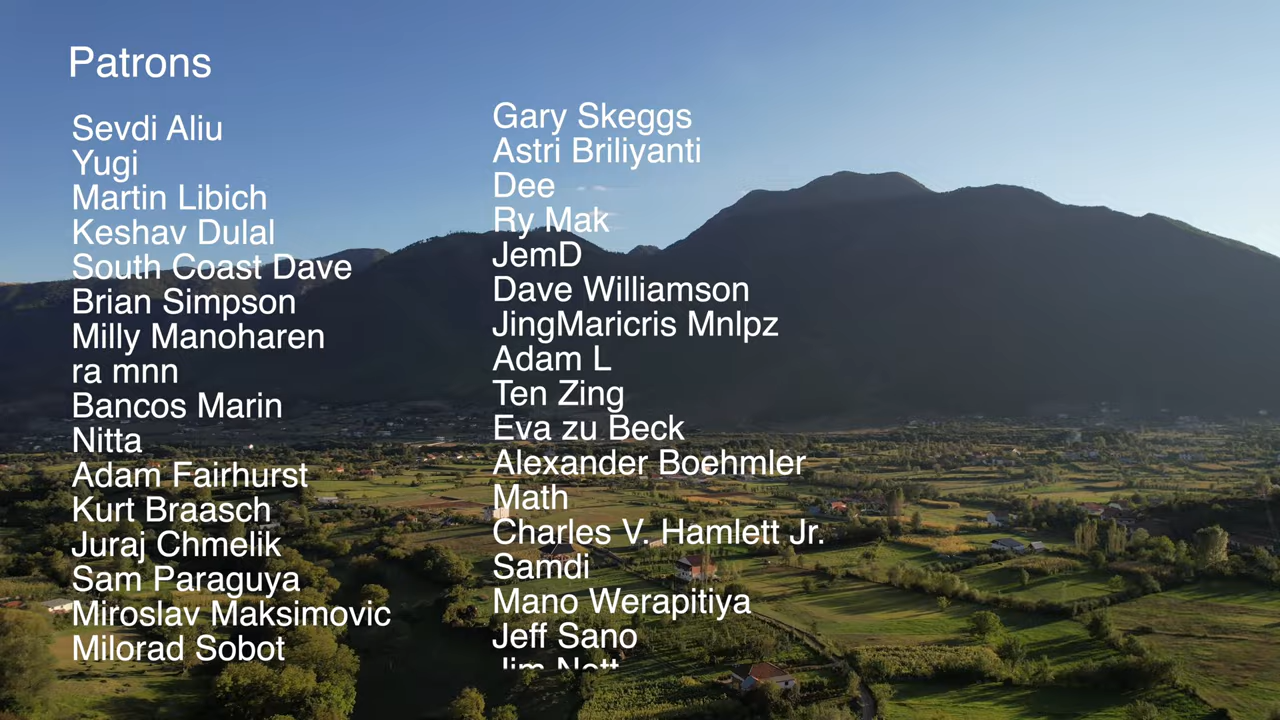 Patrons
Sevdi Aliu
Yugi
Martin Libich
Keshav Dulal
South Coast Dave
Brian Simpson
Milly Manoharen
ra mnn
Bancos Marin
Nitta
Adam Fairhurst
Kurt Braasch
Juraj Chmelik
Sam Paraguya
Miroslav Maksimovic
Milorad Sobot
Gary Skeggs
Astri Briliyanti
Dee
Ry Mak
JemD
Dave Williamson
JingMaricris Mnlpz
Adam L
Ten Zing
Eva zu Beck
Alexander Boehmler
Math
Charles V. Hamlett Jr.
Samdi
Mano Werapitiya
Jeff Sano